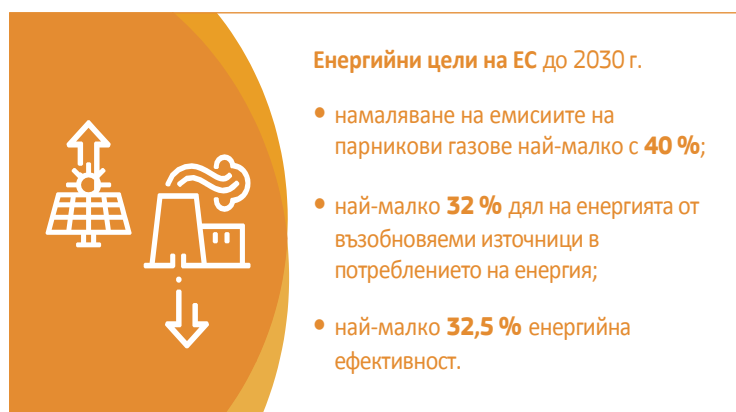 Енергийни цели на ЕС до 2030 г.
• намаляване на емисиите на
парникови газове най-малко с 40 %;
• най-малко 32 % дял на енергията от
възобновяеми източници в
потреблението на енергия;
• най-малко 32,5 % енергийна
ефективност.